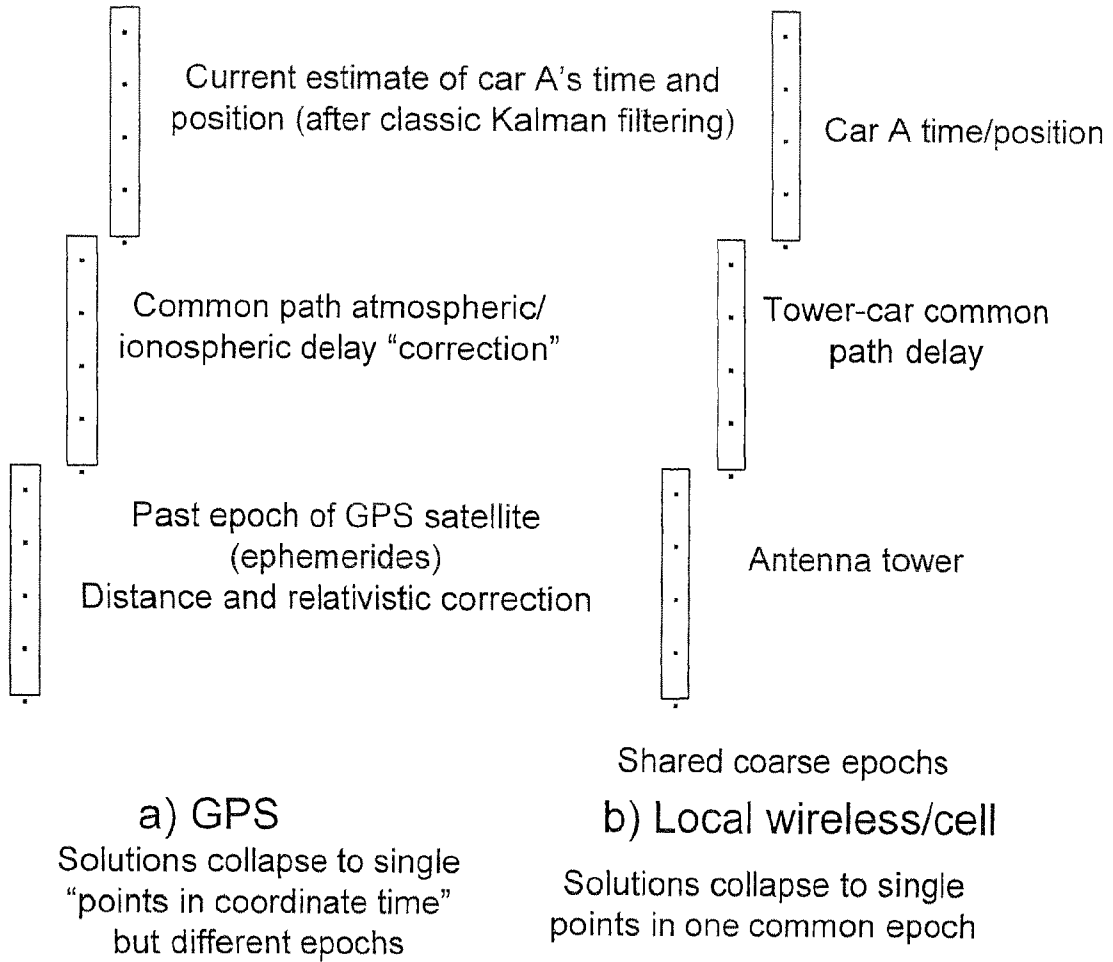 Current estimate of car A's time and
position (after classic Kalman filtering)
Car A time/position
Common path atmospheric/
ionospheric delay “correction”
Tower-car common
path delay
Past epoch of GPS satellite
(ephemerides)
Distance and relativistic correction
Antenna tower
Shared coarse epochs
a) GPS
Solutions collapse to single
“points in coordinate time”
but different epochs
b) Local wireless/cell
Solutions collapse to single
points in one common epoch